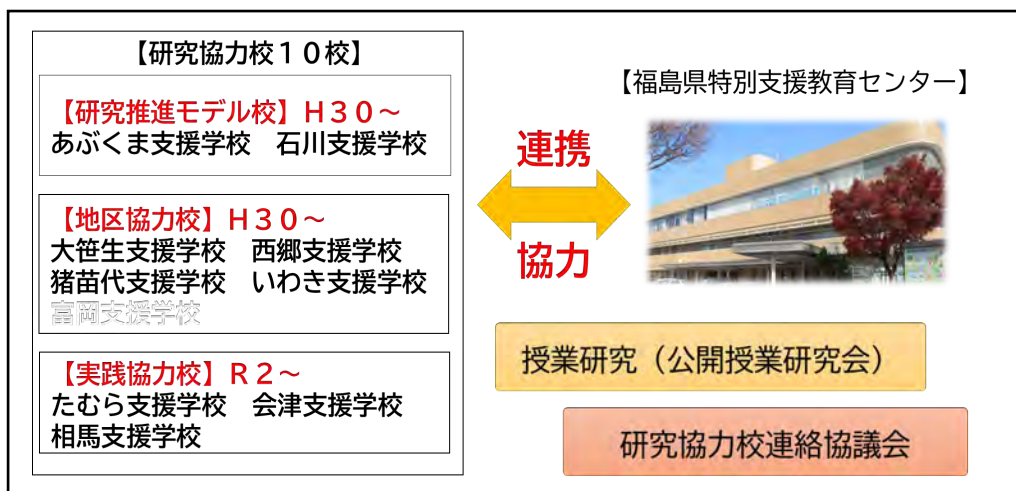 【研究協力校１０校】
【研究推進モデル校】Ｈ３０～
あぶくま支援学校　石川支援学校
【地区協力校】Ｈ３０～
大笹生支援学校　西郷支援学校
猪苗代支援学校　いわき支援学校
富岡支援学校
【実践協力校】Ｒ２～
たむら支援学校　会津支援学校
相馬支援学校
連携
協力
【福島県特別支援教育センター】
授業研究（公開授業研究会）
研究協力校連絡協議会